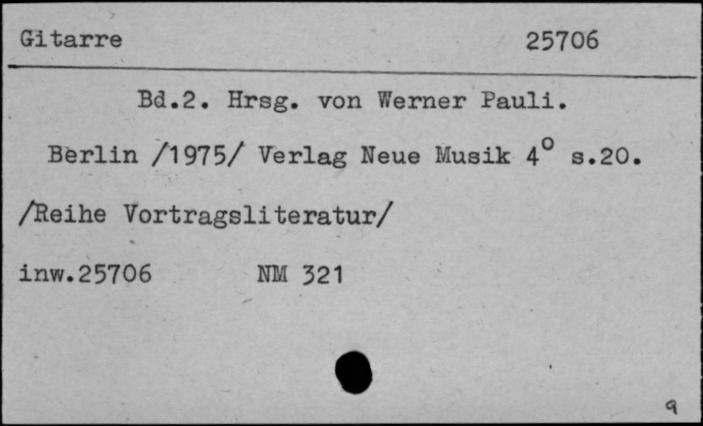 Gitarre 25706
Bd.2. Hrsg. von Werner Pauli.
Berlin /1975/ Verlag Neue Musik 4° s.20.
/Reihe Vortragsliteratur/
inw.25706 NM 321
9